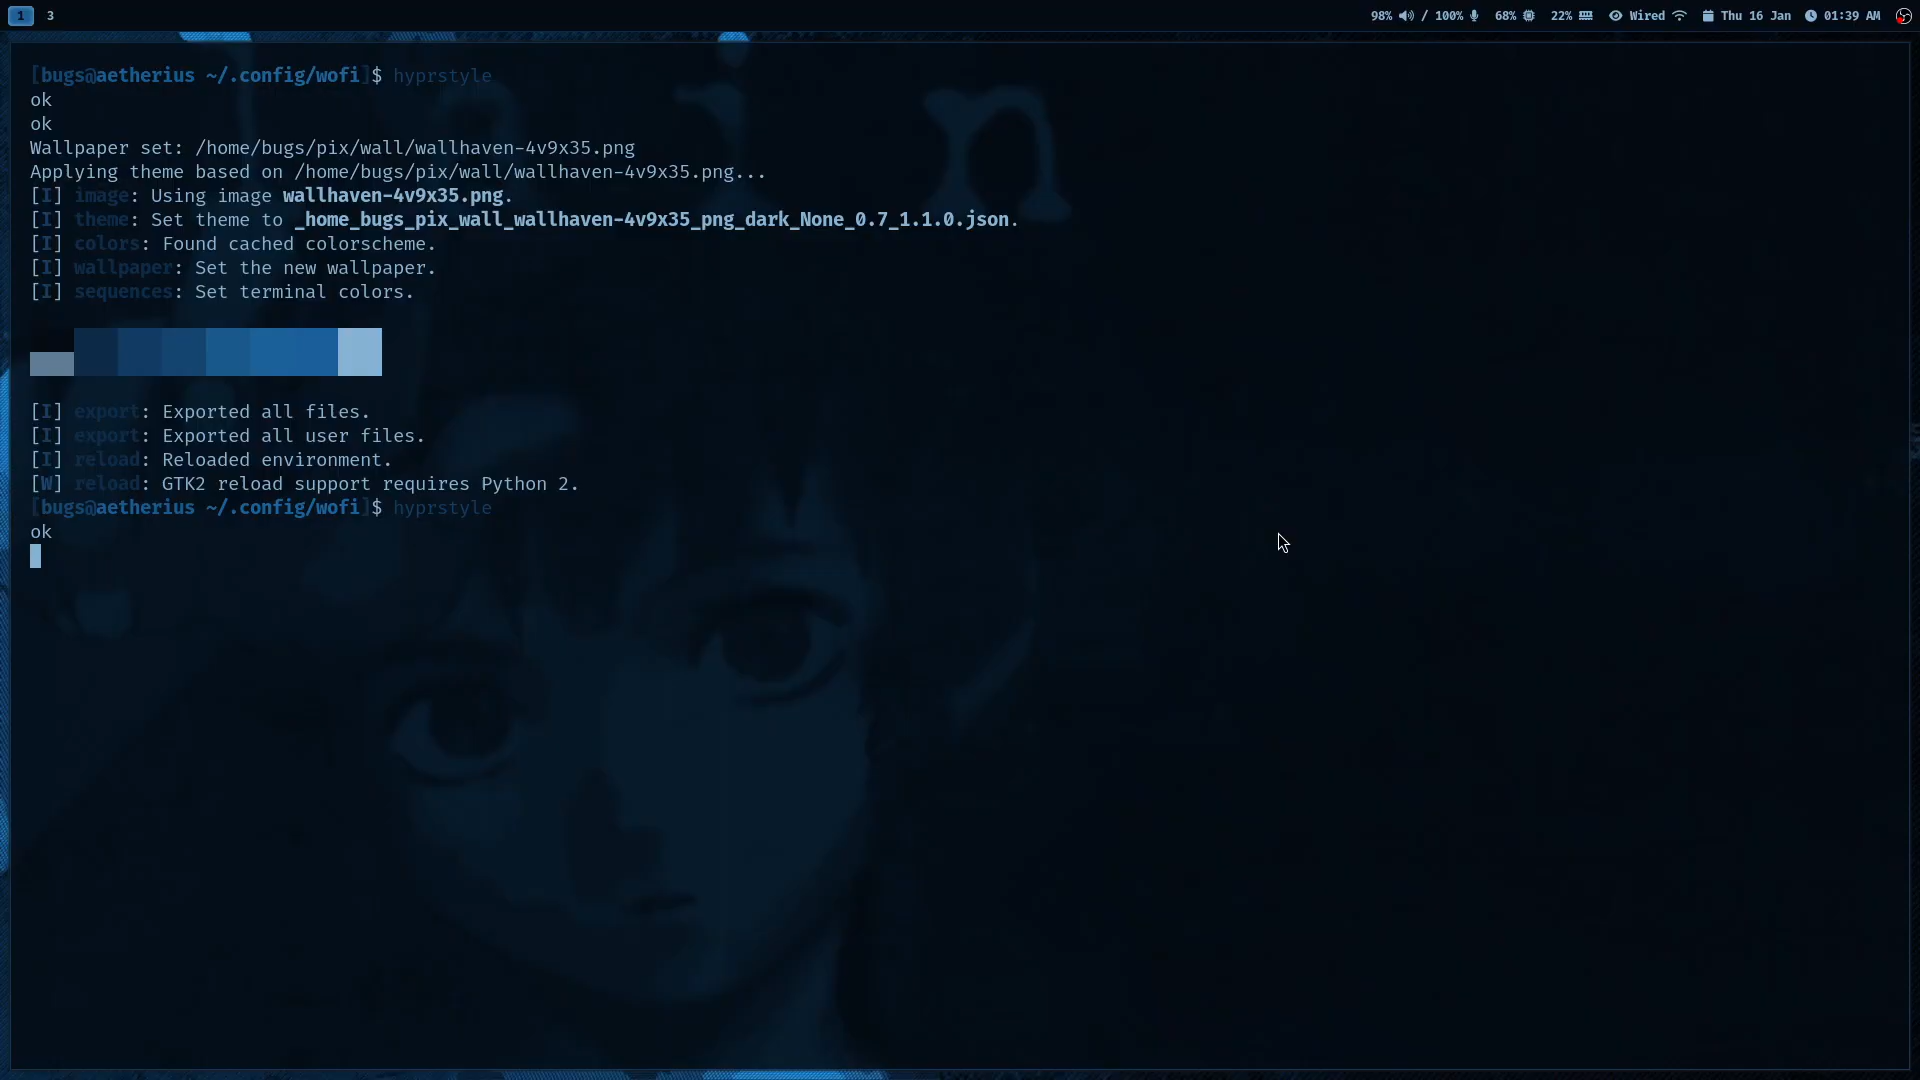 1 3 98% / 100% 68% 22% Wired Thu 16 Jan 01:39 AM
[bugs@aetherius ~/.config/wofi]$ hyprstyle
ok
ok
Wallpaper set: /home/bugs/pix/wall/wallhaven-4v9x35.png
Applying theme based on /home/bugs/pix/wall/wallhaven-4v9x35.png...
[I] image: Using image wallhaven-4v9x35.png.
[I] theme: Set theme to _home_bugs_pix_wall_wallhaven-4v9x35_png_dark_None_0.7_1.1.0.json.
[I] colors: Found cached colorscheme.
[I] wallpaper: Set the new wallpaper.
[I] sequences: Set terminal colors.
[I] export: Exported all files.
[I] export: Exported all user files.
[I] reload: Reloaded environment.
[W] reload: GTK2 reload support requires Python 2.
[bugs@aetherius ~/.config/wofi]$ hyprstyle
ok